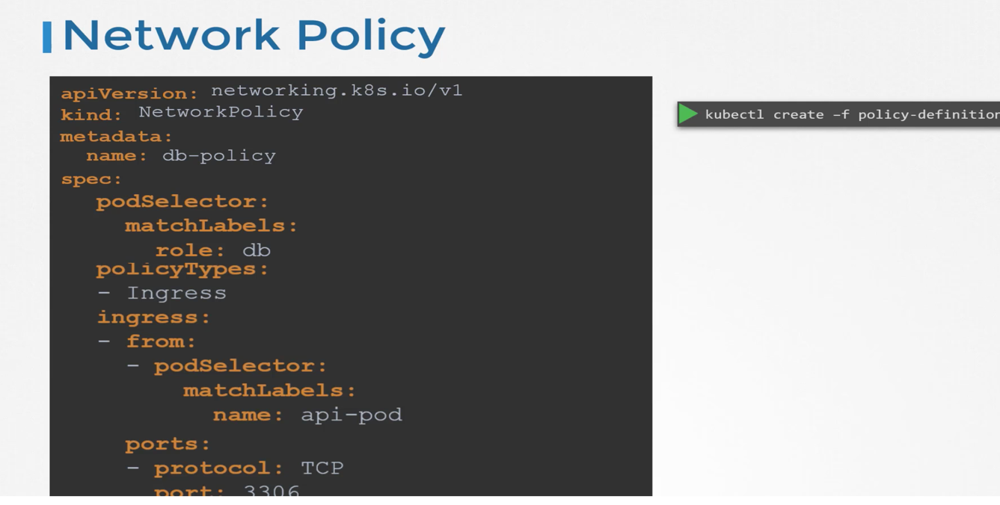 Network Policy
apiVersion: networking.k8s.io/v1
kind: NetworkPolicy
metadata:
  name: db-policy
spec:
   podSelector:
     matchLabels:
       role: db
   policyTypes:
   - Ingress
   ingress:
   - from:
     - podSelector:
         matchLabels:
           name: api-pod
     ports:
     - protocol: TCP
       port: 3306
kubectl create –f policy-definition